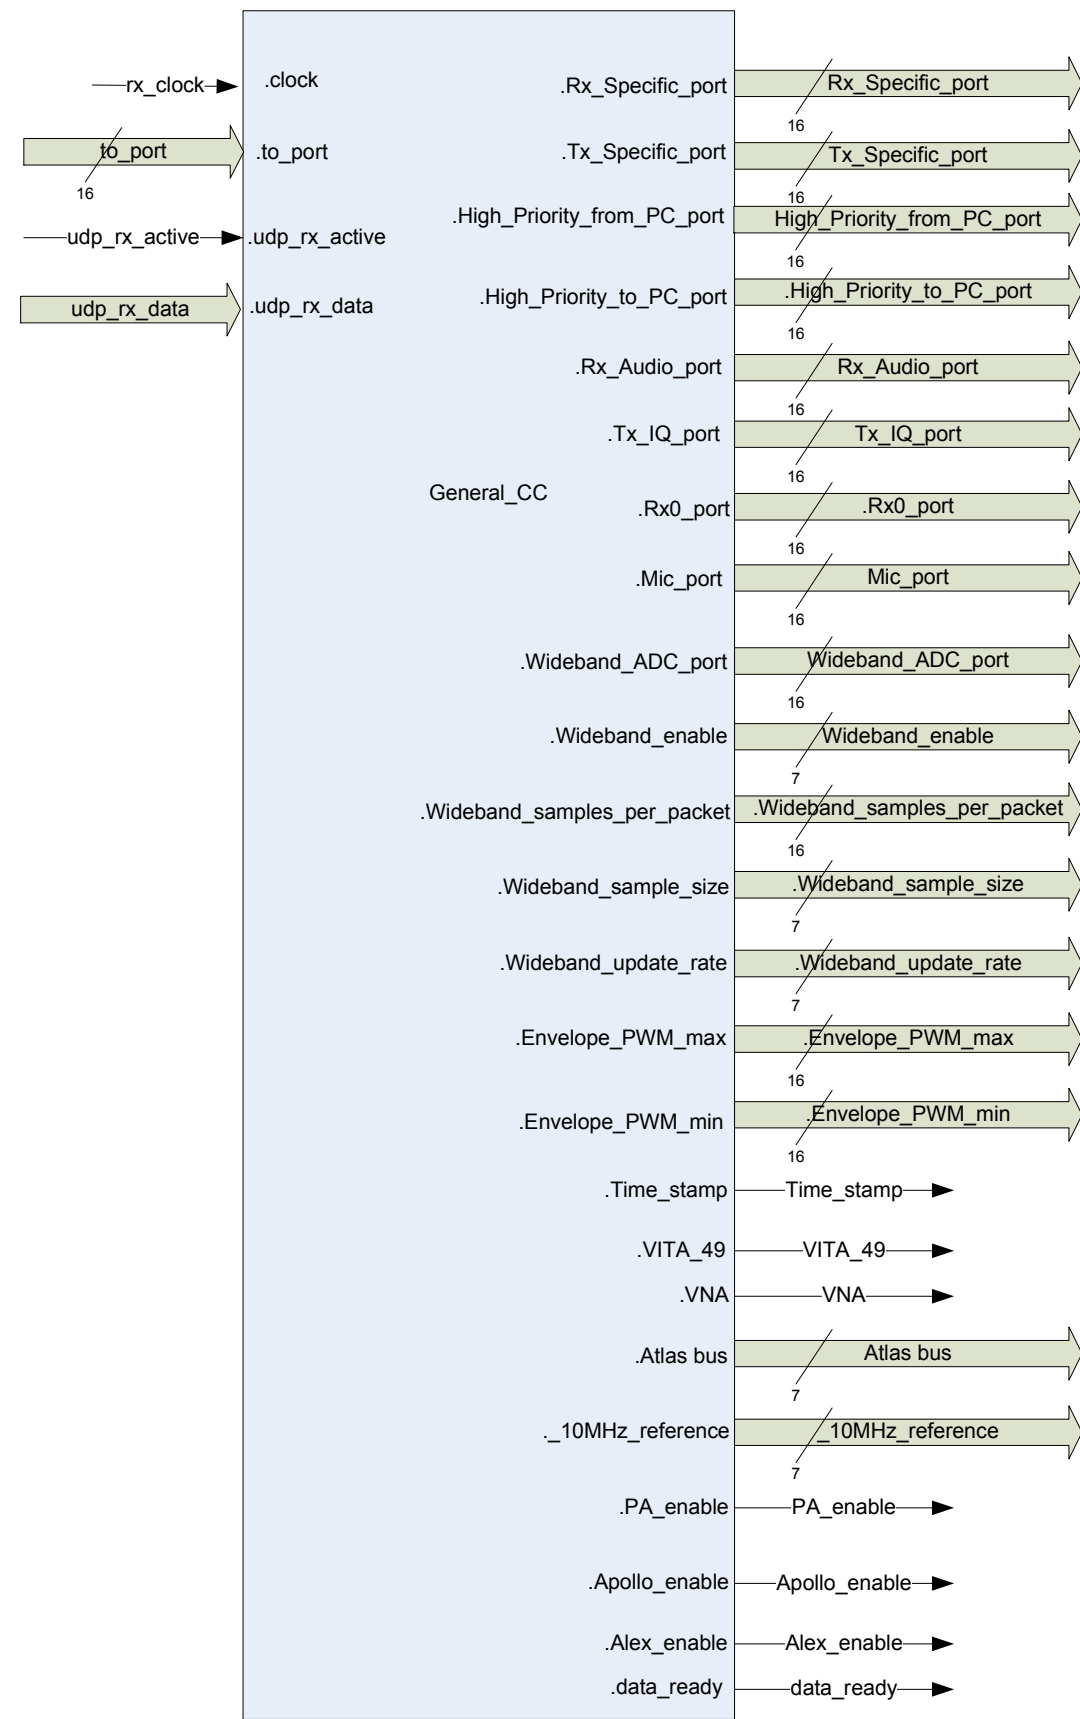 rx_clock
.clock
.Rx_Specific_port
Rx_Specific_port
16
to_port
16
.to_port
.Tx_Specific_port
Tx_Specific_port
16
udp_rx_active
.udp_rx_active
.High_Priority_from_PC_port
High_Priority_from_PC_port
16
udp_rx_data
.udp_rx_data
.High_Priority_to_PC_port
.High_Priority_to_PC_port
16
.Rx_Audio_port
Rx_Audio_port
16
.Tx_IQ_port
Tx_IQ_port
16
General_CC
.Rx0_port
.Rx0_port
16
.Mic_port
Mic_port
16
.Wideband_ADC_port
Wideband_ADC_port
16
.Wideband_enable
Wideband_enable
7
.Wideband_samples_per_packet
.Wideband_samples_per_packet
16
.Wideband_sample_size
.Wideband_sample_size
7
.Wideband_update_rate
.Wideband_update_rate
7
.Envelope_PWM_max
.Envelope_PWM_max
16
.Envelope_PWM_min
.Envelope_PWM_min
16
.Time_stamp
Time_stamp
.VITA_49
VITA_49
.VNA
VNA
.Atlas bus
Atlas bus
7
._10MHz_reference
_10MHz_reference
7
.PA_enable
PA_enable
.Apollo_enable
Apollo_enable
.Alex_enable
Alex_enable
.data_ready
data_ready